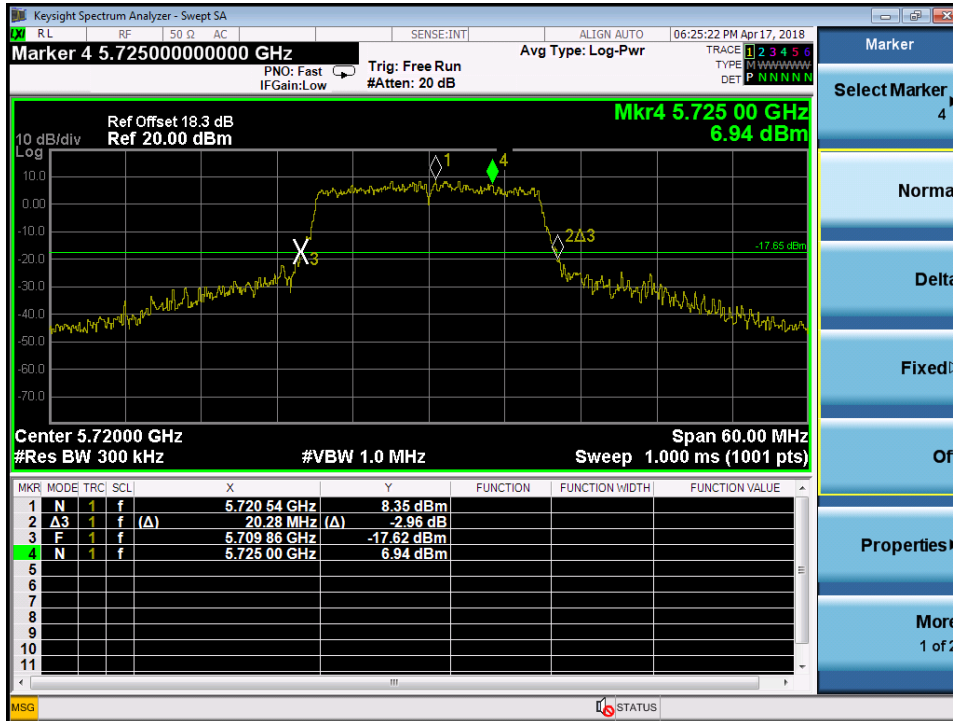 Keysight Spectrum Analyzer - Swept SA
LXI RL RF 50 Ω AC SENSE:INT ALIGN AUTO 06:25:22 PM Apr 17, 2018
Marker 4 5.725000000000 GHz
PNO: Fast
IFGain:Low
Trig: Free Run
#Atten: 20 dB
Avg Type: Log-Pwr
TRACE 1 2 3 4 5 6
TYPE M WWWWW
DET P N N N N N
Mkr4 5.725 00 GHz
6.94 dBm
Ref Offset 18.3 dB
10 dB/div Ref 20.00 dBm
Log
10.0
0.00
-10.0
-20.0
-30.0
-40.0
-50.0
-60.0
-70.0
1
4
2Δ3
3
-17.65 dBm
Center 5.72000 GHz Span 60.00 MHz
#Res BW 300 kHz #VBW 1.0 MHz Sweep 1.000 ms (1001 pts)
MKR MODE TRC SCL X Y FUNCTION FUNCTION WIDTH FUNCTION VALUE
1 N 1 f 5.720 54 GHz 8.35 dBm
2 Δ3 1 f (Δ) 20.28 MHz (Δ) -2.96 dB
3 F 1 f 5.709 86 GHz -17.62 dBm
4 N 1 f 5.725 00 GHz 6.94 dBm
5
6
7
8
9
10
11
MSG STATUS
Marker
Select Marker
4
Norma
Delta
Fixed
Of
Properties
More
1 of 2